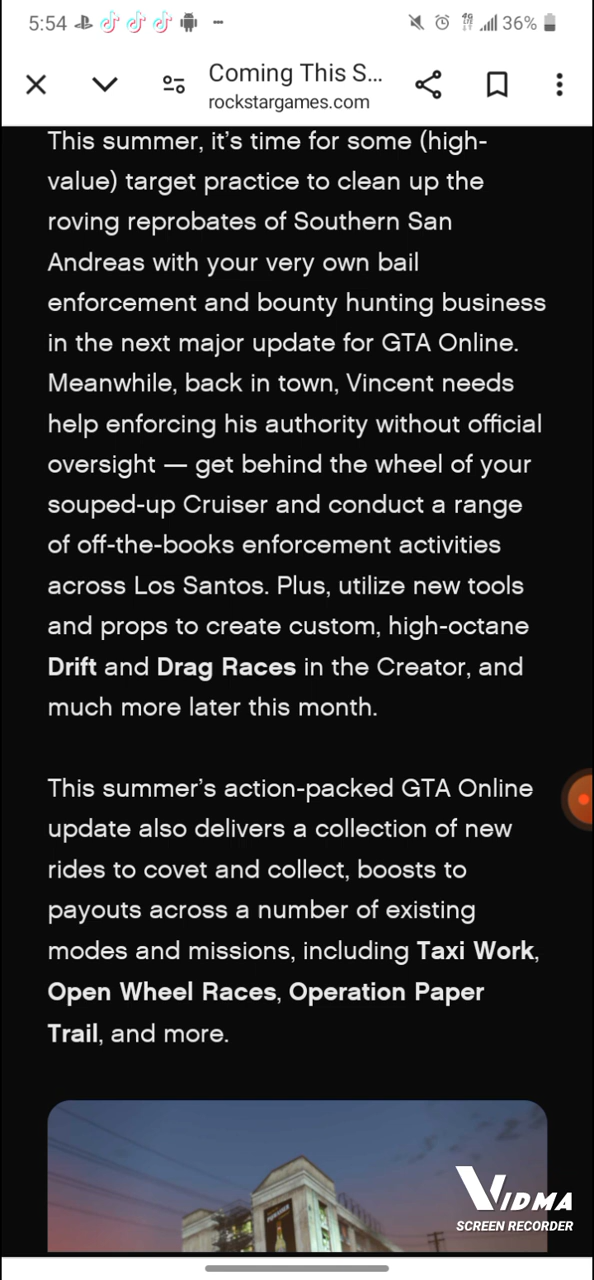 5:54
4G
LTE
36%
Coming This S...
rockstargames.com
This summer, it's time for some (high-
value) target practice to clean up the
roving reprobates of Southern San
Andreas with your very own bail
enforcement and bounty hunting business
in the next major update for GTA Online.
Meanwhile, back in town, Vincent needs
help enforcing his authority without official
oversight — get behind the wheel of your
souped-up Cruiser and conduct a range
of off-the-books enforcement activities
across Los Santos. Plus, utilize new tools
and props to create custom, high-octane
Drift and Drag Races in the Creator, and
much more later this month.
This summer's action-packed GTA Online
update also delivers a collection of new
rides to covet and collect, boosts to
payouts across a number of existing
modes and missions, including Taxi Work,
Open Wheel Races, Operation Paper
Trail, and more.
VIDMA
SCREEN RECORDER